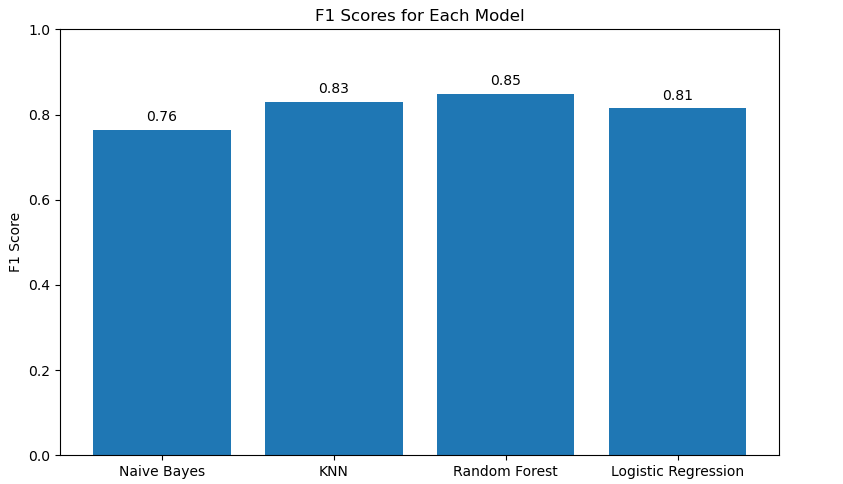 F1 Scores for Each Model
1.0
0.8
0.6
0.4
0.2
0.0
F1 Score
0.76
0.83
0.85
0.81
Naive Bayes
KNN
Random Forest
Logistic Regression